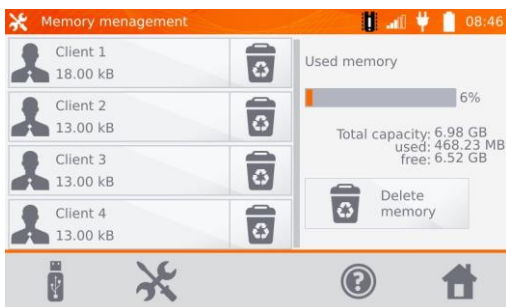 Memory menagement
08:46
Client 1
18.00 kB
Client 2
13.00 kB
Client 3
13.00 kB
Client 4
13.00 kB
Used memory
6%
Total capacity: 6.98 GB
used: 468.23 MB
free: 6.52 GB
Delete
memory